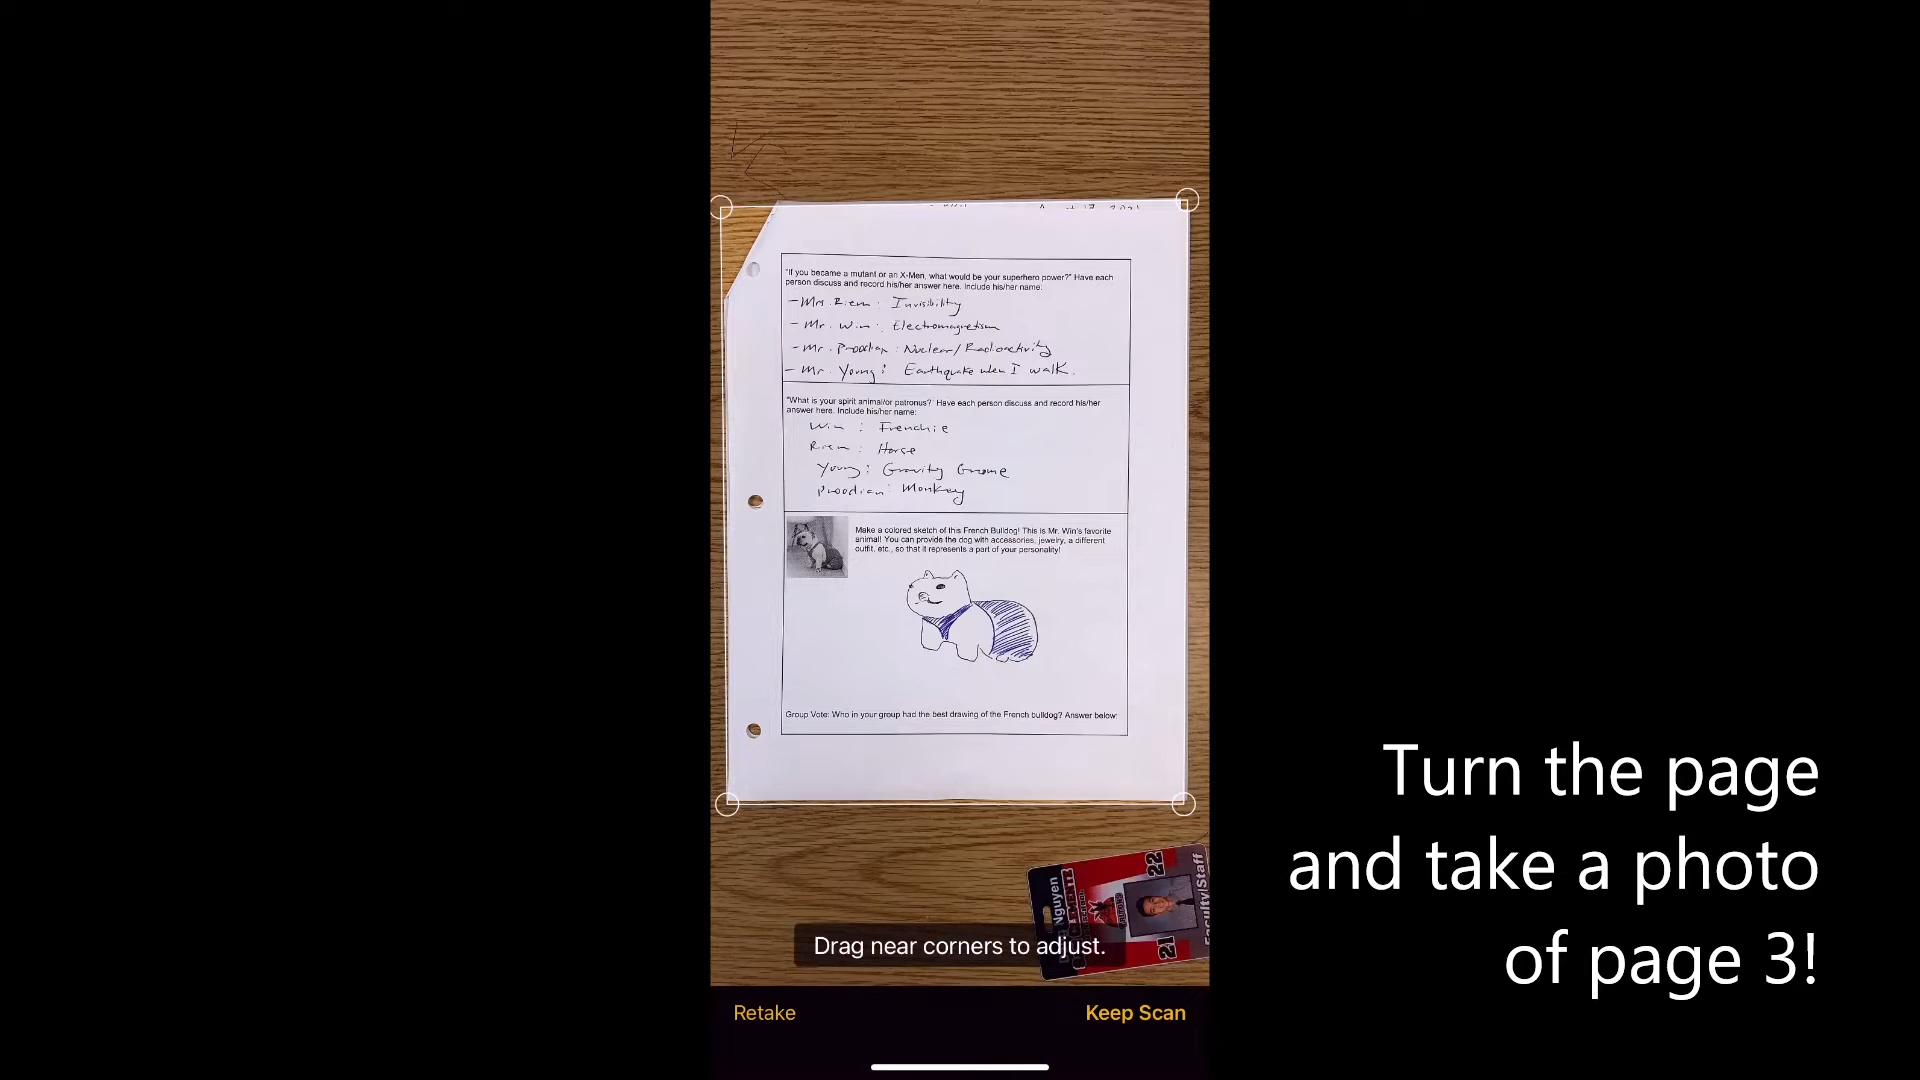 "If you became a mutant or an X-Men, what would be your superhero power?" Have each
person discuss and record his/her answer here. Include his/her name:
- Mrs. Riem: Invisibility
- Mr. Win: Electromagnetism
- Mr. Proodian: Nuclear/Radioactivity
- Mr. Young: Earthquake when I walk.
"What is your spirit animal/or patronus?" Have each person discuss and record his/her
answer here. Include his/her name:
Win: Frenchie
Riem: Horse
Young: Gravity Gnome
Proodian: Monkey
Make a colored sketch of this French Bulldog! This is Mr. Win's favorite
animal! You can provide the dog with accessories, jewelry, a different
outfit, etc., so that it represents a part of your personality!
Group Vote: Who in your group had the best drawing of the French bulldog? Answer below:
Nguyen
21 22
Faculty/Staff
Drag near corners to adjust.
Retake
Keep Scan
Turn the page
and take a photo
of page 3!